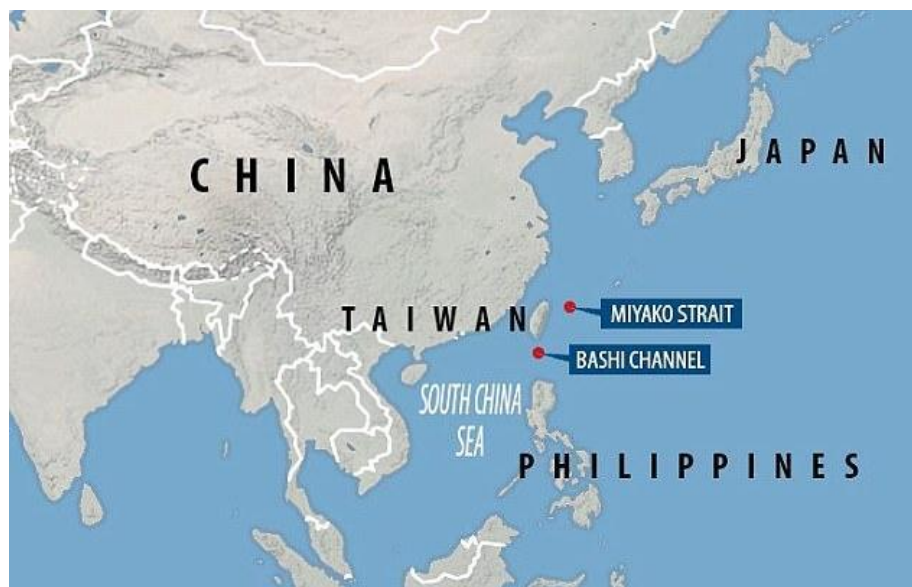 JAPAN
CHINA
TAIWAN
MIYAKO STRAIT
BASHI CHANNEL
SOUTH CHINA
SEA
PHILIPPINES